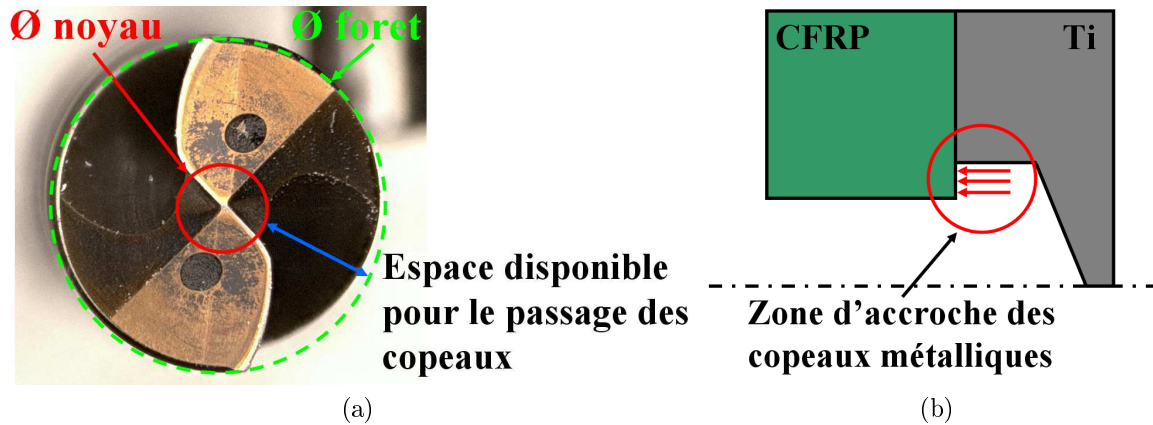 Ø noyau
Ø foret
Espace disponible
pour le passage des
copeaux
(a)
CFRP
Ti
Zone d'accroche des
copeaux métalliques
(b)